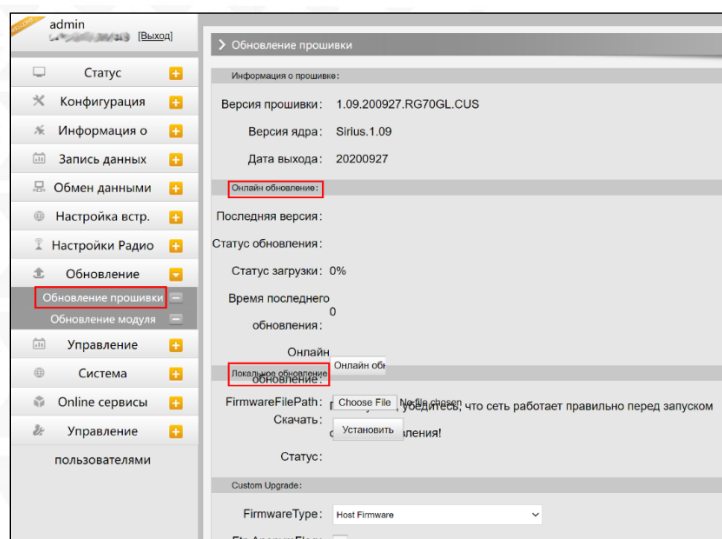 admin
[Выход]
Статус
Конфигурация
Информация о
Запись данных
Обмен данными
Настройка встр.
Настройки Радио
Обновление
Обновление прошивки
Обновление модуля
Управление
Система
Online сервисы
Управление
пользователями
Обновление прошивки
Информация о прошивке:
Версия прошивки: 1.09.200927.RG70GL.CUS
Версия ядра: Sirius.1.09
Дата выхода: 20200927
Онлайн обновление:
Последняя версия:
Статус обновления:
Статус загрузки: 0%
Время последнего
0
обновления:
Онлайн
Онлайн обн
Локальное обновление
обновление:
FirmwareFilePath: Choose File No file chosen
убедитесь, что сеть работает правильно перед запуском
Скачать: Установить
Статус:
Custom Upgrade:
FirmwareType: Host Firmware